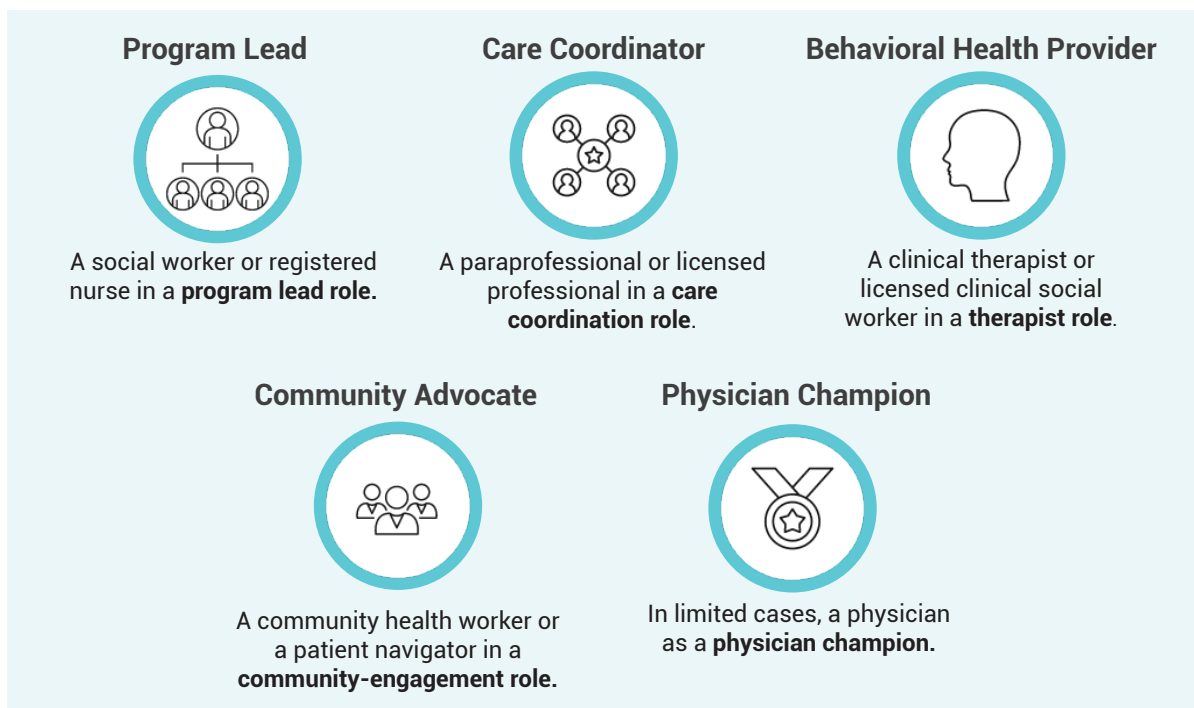 Program Lead
A social worker or registered
nurse in a program lead role.
Care Coordinator
A paraprofessional or licensed
professional in a care
coordination role.
Behavioral Health Provider
A clinical therapist or
licensed clinical social
worker in a therapist role.
Community Advocate
A community health worker or
a patient navigator in a
community-engagement role.
Physician Champion
In limited cases, a physician
as a physician champion.